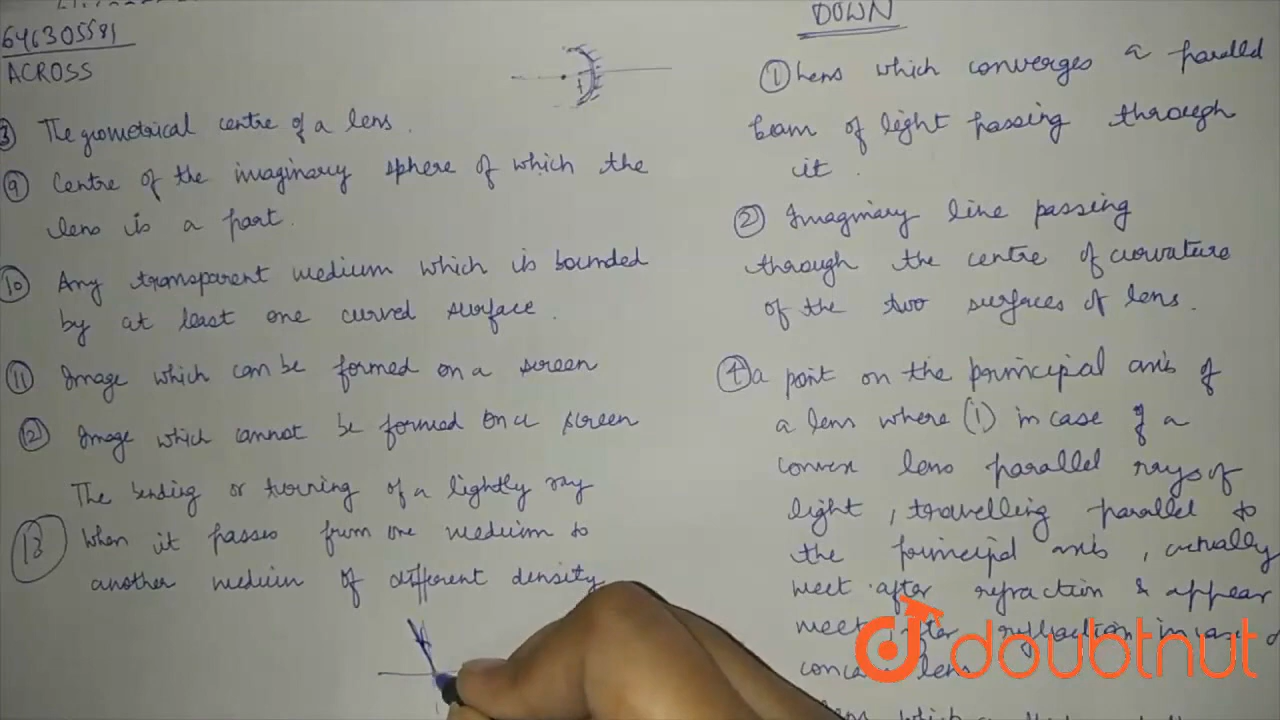 646305581
ACROSS
3 The geometrical centre of a lens.
9 Centre of the imaginary sphere of which the
lens is a part.
10 Any transparent medium which is bounded
by at least one curved surface.
11 Image which can be formed on a screen
12 Image which cannot be formed on a screen
The bending or turning of a lightly ray
13 When it passes from one medium to
another medium of different density
DOWN
1 Lens which converges a parallel
beam of light passing through
it.
2 Imaginary line passing
through the centre of curvature
of the two surfaces of lens.
4 a point on the principal axis of
a lens where (1) in case of a
convex lens parallel rays of
light, travelling parallel to
the principal axis, actually
meet after refraction & appear
meet after refraction in case of
concave lens
lens which
doubtnut